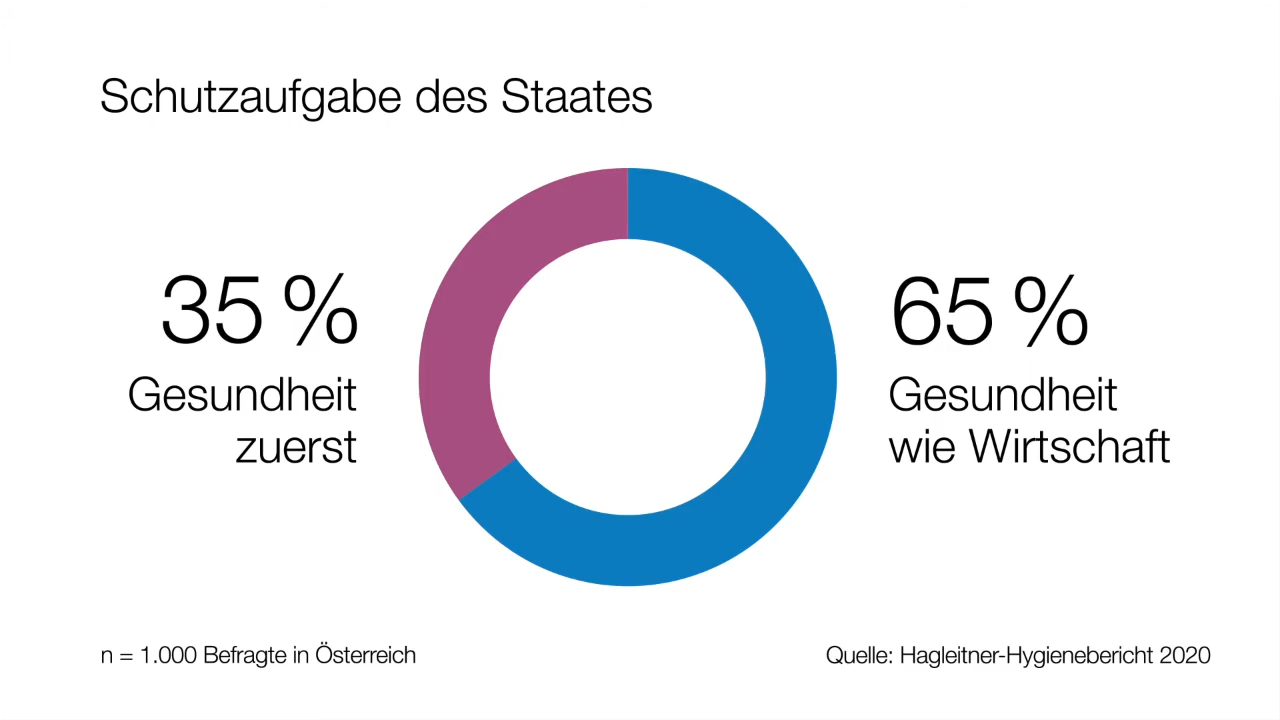 Schutzaufgabe des Staates
35 %
Gesundheit
zuerst
65 %
Gesundheit
wie Wirtschaft
n = 1.000 Befragte in Österreich
Quelle: Hagleitner-Hygienebericht 2020